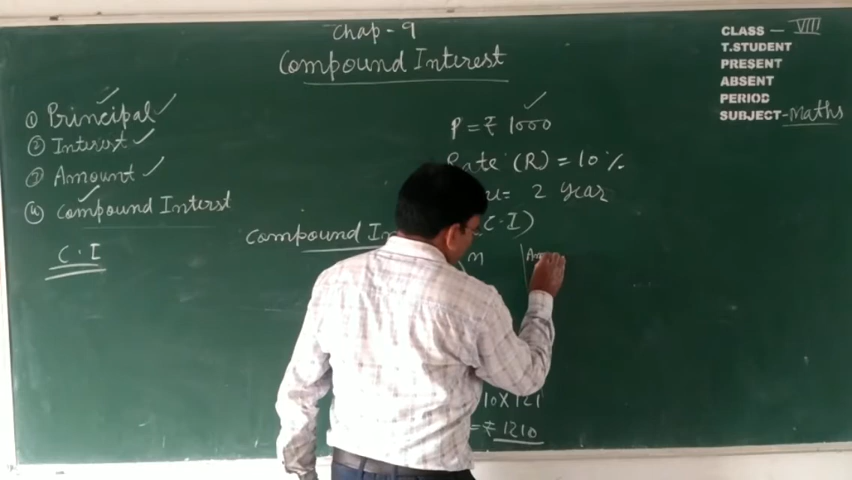 Chap - 9
Compound Interest
CLASS - VIII
T.STUDENT
PRESENT
ABSENT
PERIOD
SUBJECT - Maths
① Principal
② Interest
③ Amount
④ Compound Interst
C.I
P = ₹ 1000
Rate (R) = 10%
= 2 year
Compound In C.I)
n
10 X 121
= ₹ 1210